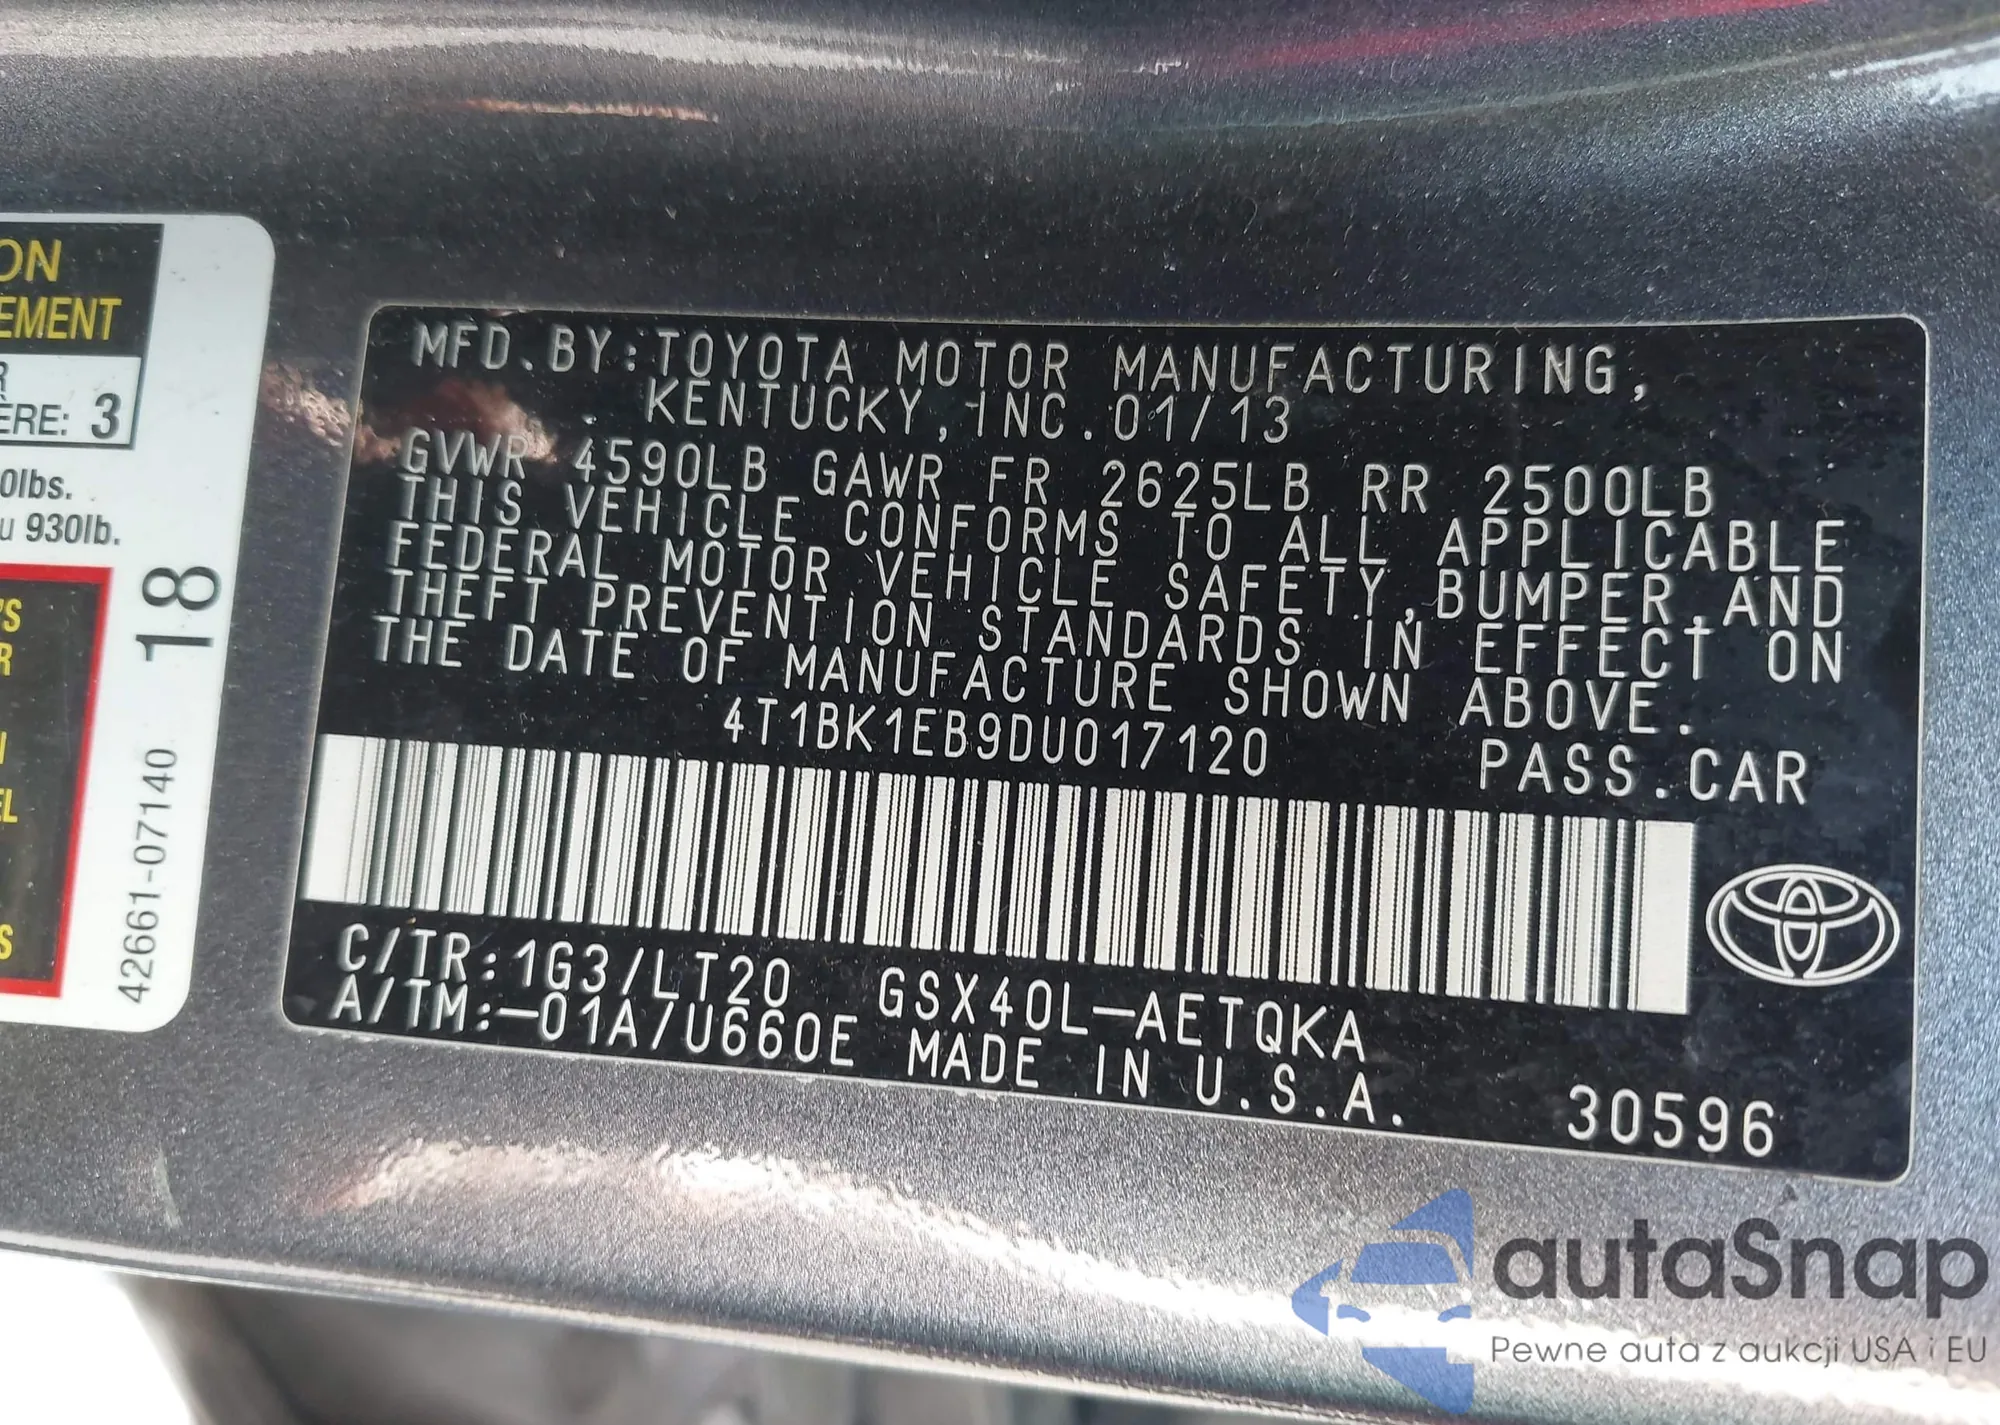 ON
EMENT
R
ERE: 3
0lbs.
u 930lb.
'S
R
EL
S
42661-07140 18
MFD.BY:TOYOTA MOTOR MANUFACTURING,
KENTUCKY, INC.01/13
GVWR 4590LB GAWR FR 2625LB RR 2500LB
THIS VEHICLE CONFORMS TO ALL APPLICABLE
FEDERAL MOTOR VEHICLE SAFETY,BUMPER,AND
THEFT PREVENTION STANDARDS IN EFFECT ON
THE DATE OF MANUFACTURE SHOWN ABOVE.
4T1BK1EB9DU017120 PASS.CAR
C/TR:1G3/LT20 GSX40L-AETQKA
A/TM:-01A/U660E MADE IN U.S.A.
30596
autaSnap
Pewne auta z aukcji USA i EU